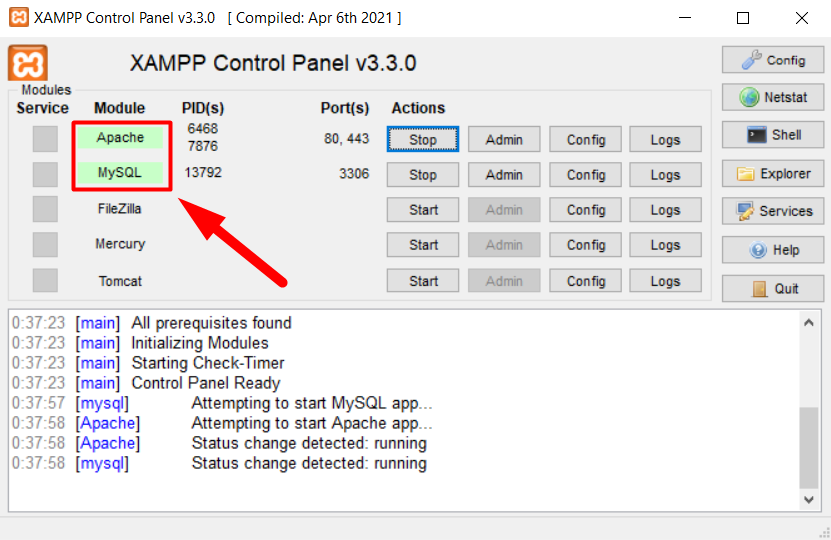 XAMPP Control Panel v3.3.0   [ Compiled: Apr 6th 2021 ]
XAMPP Control Panel v3.3.0
Config
Modules
Service Module PID(s) Port(s) Actions
Netstat
Apache 6468 7876 80, 443 Stop Admin Config Logs
Shell
MySQL 13792 3306 Stop Admin Config Logs
Explorer
FileZilla Start Admin Config Logs
Services
Mercury Start Admin Config Logs
Help
Tomcat Start Admin Config Logs
Quit
0:37:23 [main] All prerequisites found
0:37:23 [main] Initializing Modules
0:37:23 [main] Starting Check-Timer
0:37:23 [main] Control Panel Ready
0:37:57 [mysql] Attempting to start MySQL app...
0:37:58 [Apache] Attempting to start Apache app...
0:37:58 [Apache] Status change detected: running
0:37:58 [mysql] Status change detected: running